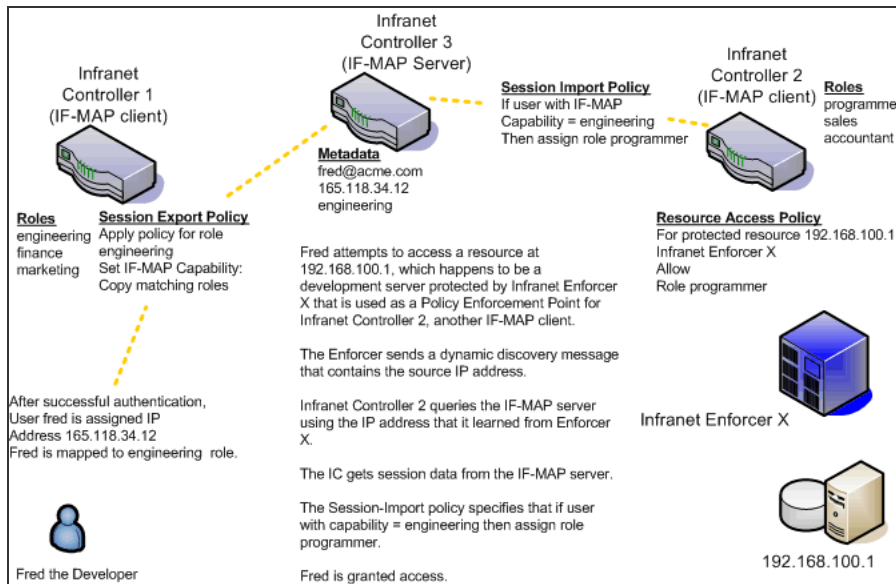 Infranet
Controller 1
(IF-MAP client)
Infranet
Controller 3
(IF-MAP Server)
Infranet
Controller 2
(IF-MAP client)
Roles
programme
sales
accountant
Session Import Policy
If user with IF-MAP
Capability = engineering
Then assign role programmer
Metadata
fred@acme.com
165.118.34.12
engineering
Roles
engineering
finance
marketing
Session Export Policy
Apply policy for role
engineering
Set IF-MAP Capability:
Copy matching roles
Resource Access Policy
For protected resource 192.168.100.1
Infranet Enforcer X
Allow
Role programmer
Fred attempts to access a resource at
192.168.100.1, which happens to be a
development server protected by Infranet Enforcer
X that is used as a Policy Enforcement Point for
Infranet Controller 2, another IF-MAP client.
The Enforcer sends a dynamic discovery message
that contains the source IP address.
Infranet Controller 2 queries the IF-MAP server
using the IP address that it learned from Enforcer
X.
The IC gets session data from the IF-MAP server.
The Session-Import policy specifies that if user
with capability = engineering then assign role
programmer.
Fred is granted access.
After successful authentication,
User fred is assigned IP
Address 165.118.34.12
Fred is mapped to engineering role.
Fred the Developer
Infranet Enforcer X
192.168.100.1